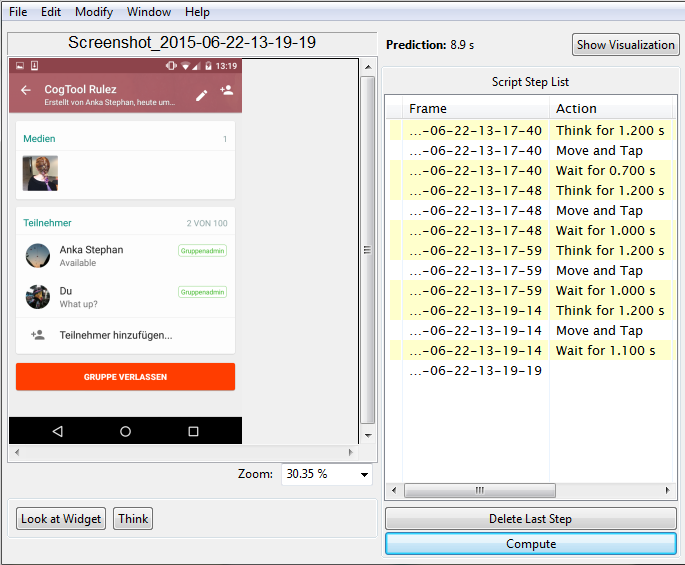 File Edit Modify Window Help
Screenshot_2015-06-22-13-19-19
13:19
CogTool Rulez
Erstellt von Anka Stephan, heute um...
Medien 1
Teilnehmer 2 VON 100
Anka Stephan Gruppenadmin
Available
Du Gruppenadmin
What up?
Teilnehmer hinzufügen...
GRUPPE VERLASSEN
Zoom: 30.35 %
Look at Widget Think
Prediction: 8.9 s Show Visualization
Script Step List
Frame Action
...-06-22-13-17-40 Think for 1.200 s
...-06-22-13-17-40 Move and Tap
...-06-22-13-17-40 Wait for 0.700 s
...-06-22-13-17-48 Think for 1.200 s
...-06-22-13-17-48 Move and Tap
...-06-22-13-17-48 Wait for 1.000 s
...-06-22-13-17-59 Think for 1.200 s
...-06-22-13-17-59 Move and Tap
...-06-22-13-17-59 Wait for 1.000 s
...-06-22-13-19-14 Think for 1.200 s
...-06-22-13-19-14 Move and Tap
...-06-22-13-19-14 Wait for 1.100 s
...-06-22-13-19-19
Delete Last Step
Compute